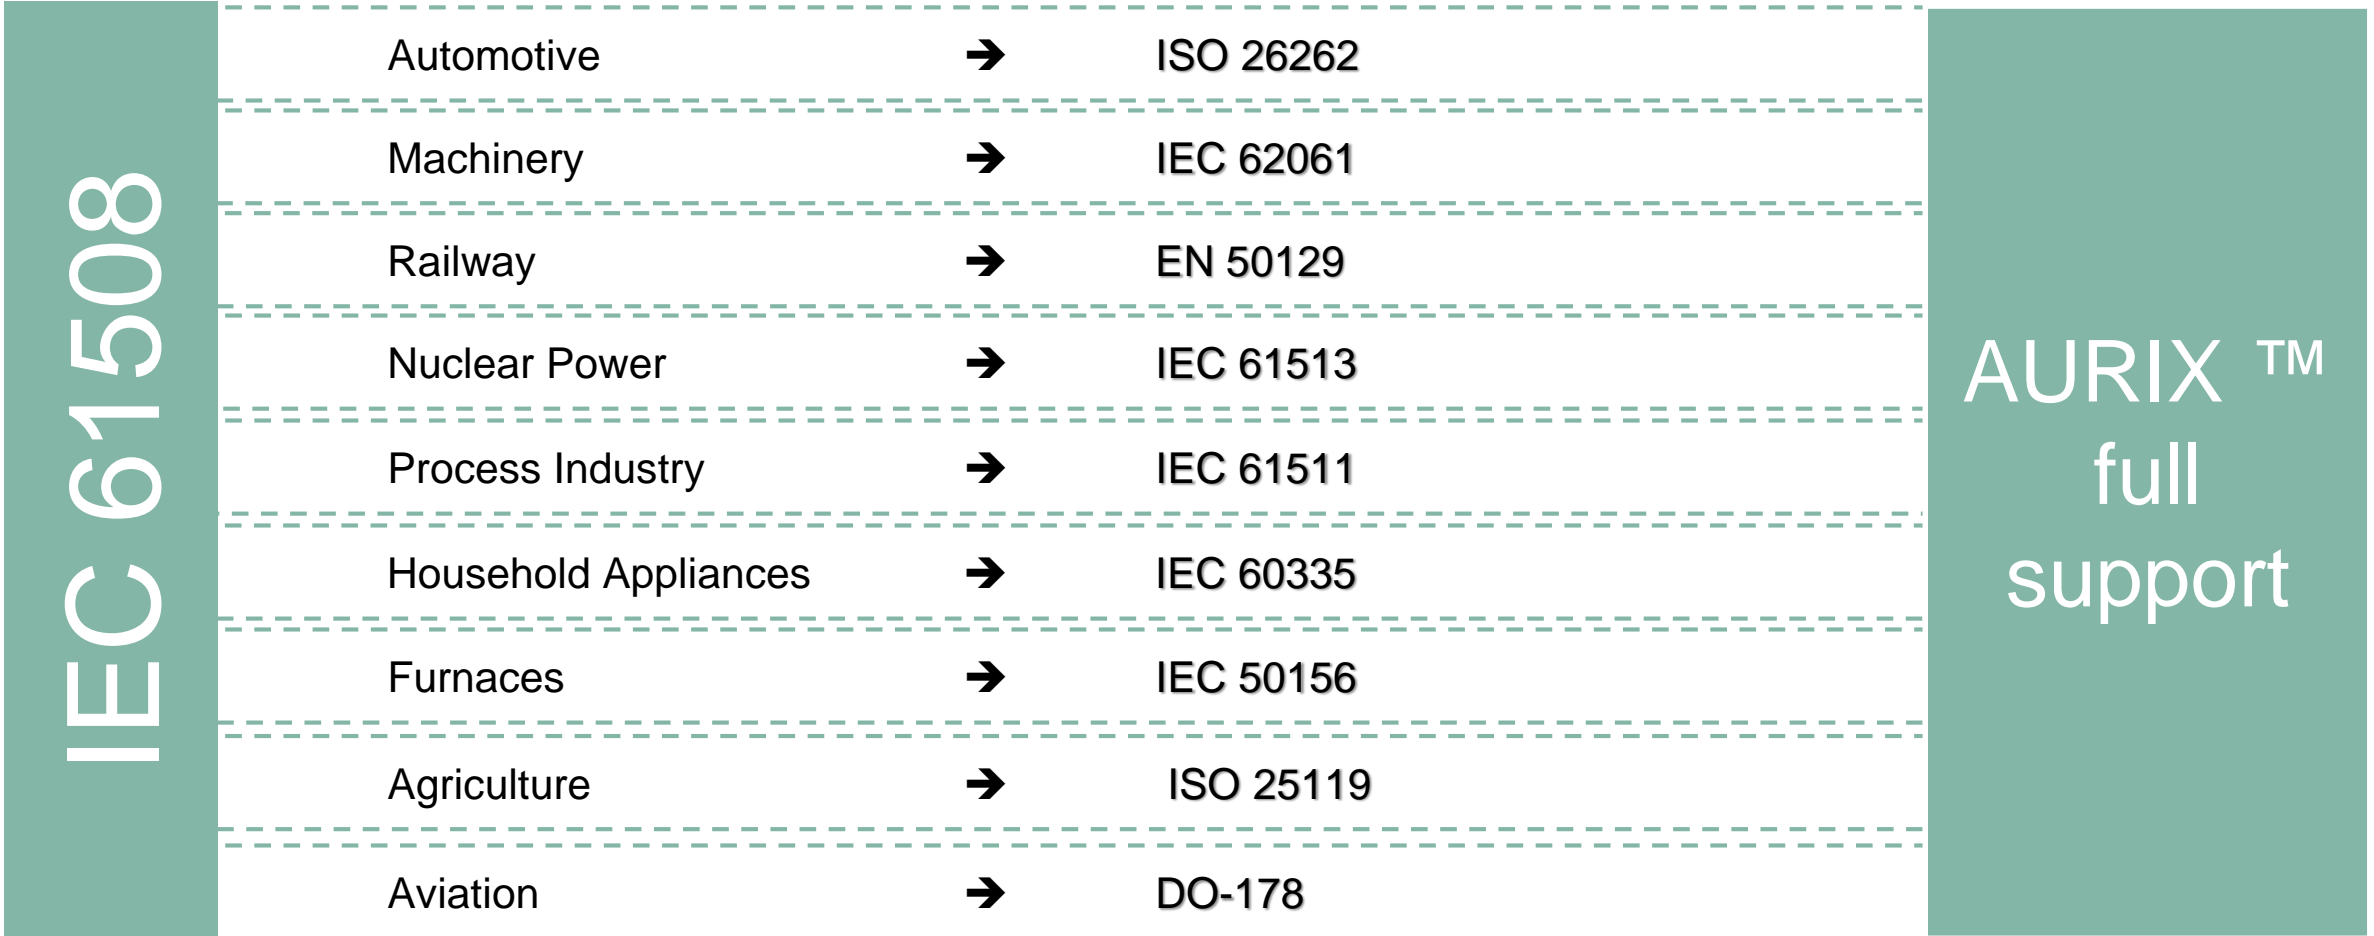 IEC 61508
Automotive ➔ ISO 26262
Machinery ➔ IEC 62061
Railway ➔ EN 50129
Nuclear Power ➔ IEC 61513
Process Industry ➔ IEC 61511
Household Appliances ➔ IEC 60335
Furnaces ➔ IEC 50156
Agriculture ➔ ISO 25119
Aviation ➔ DO-178
AURIX ™
full
support